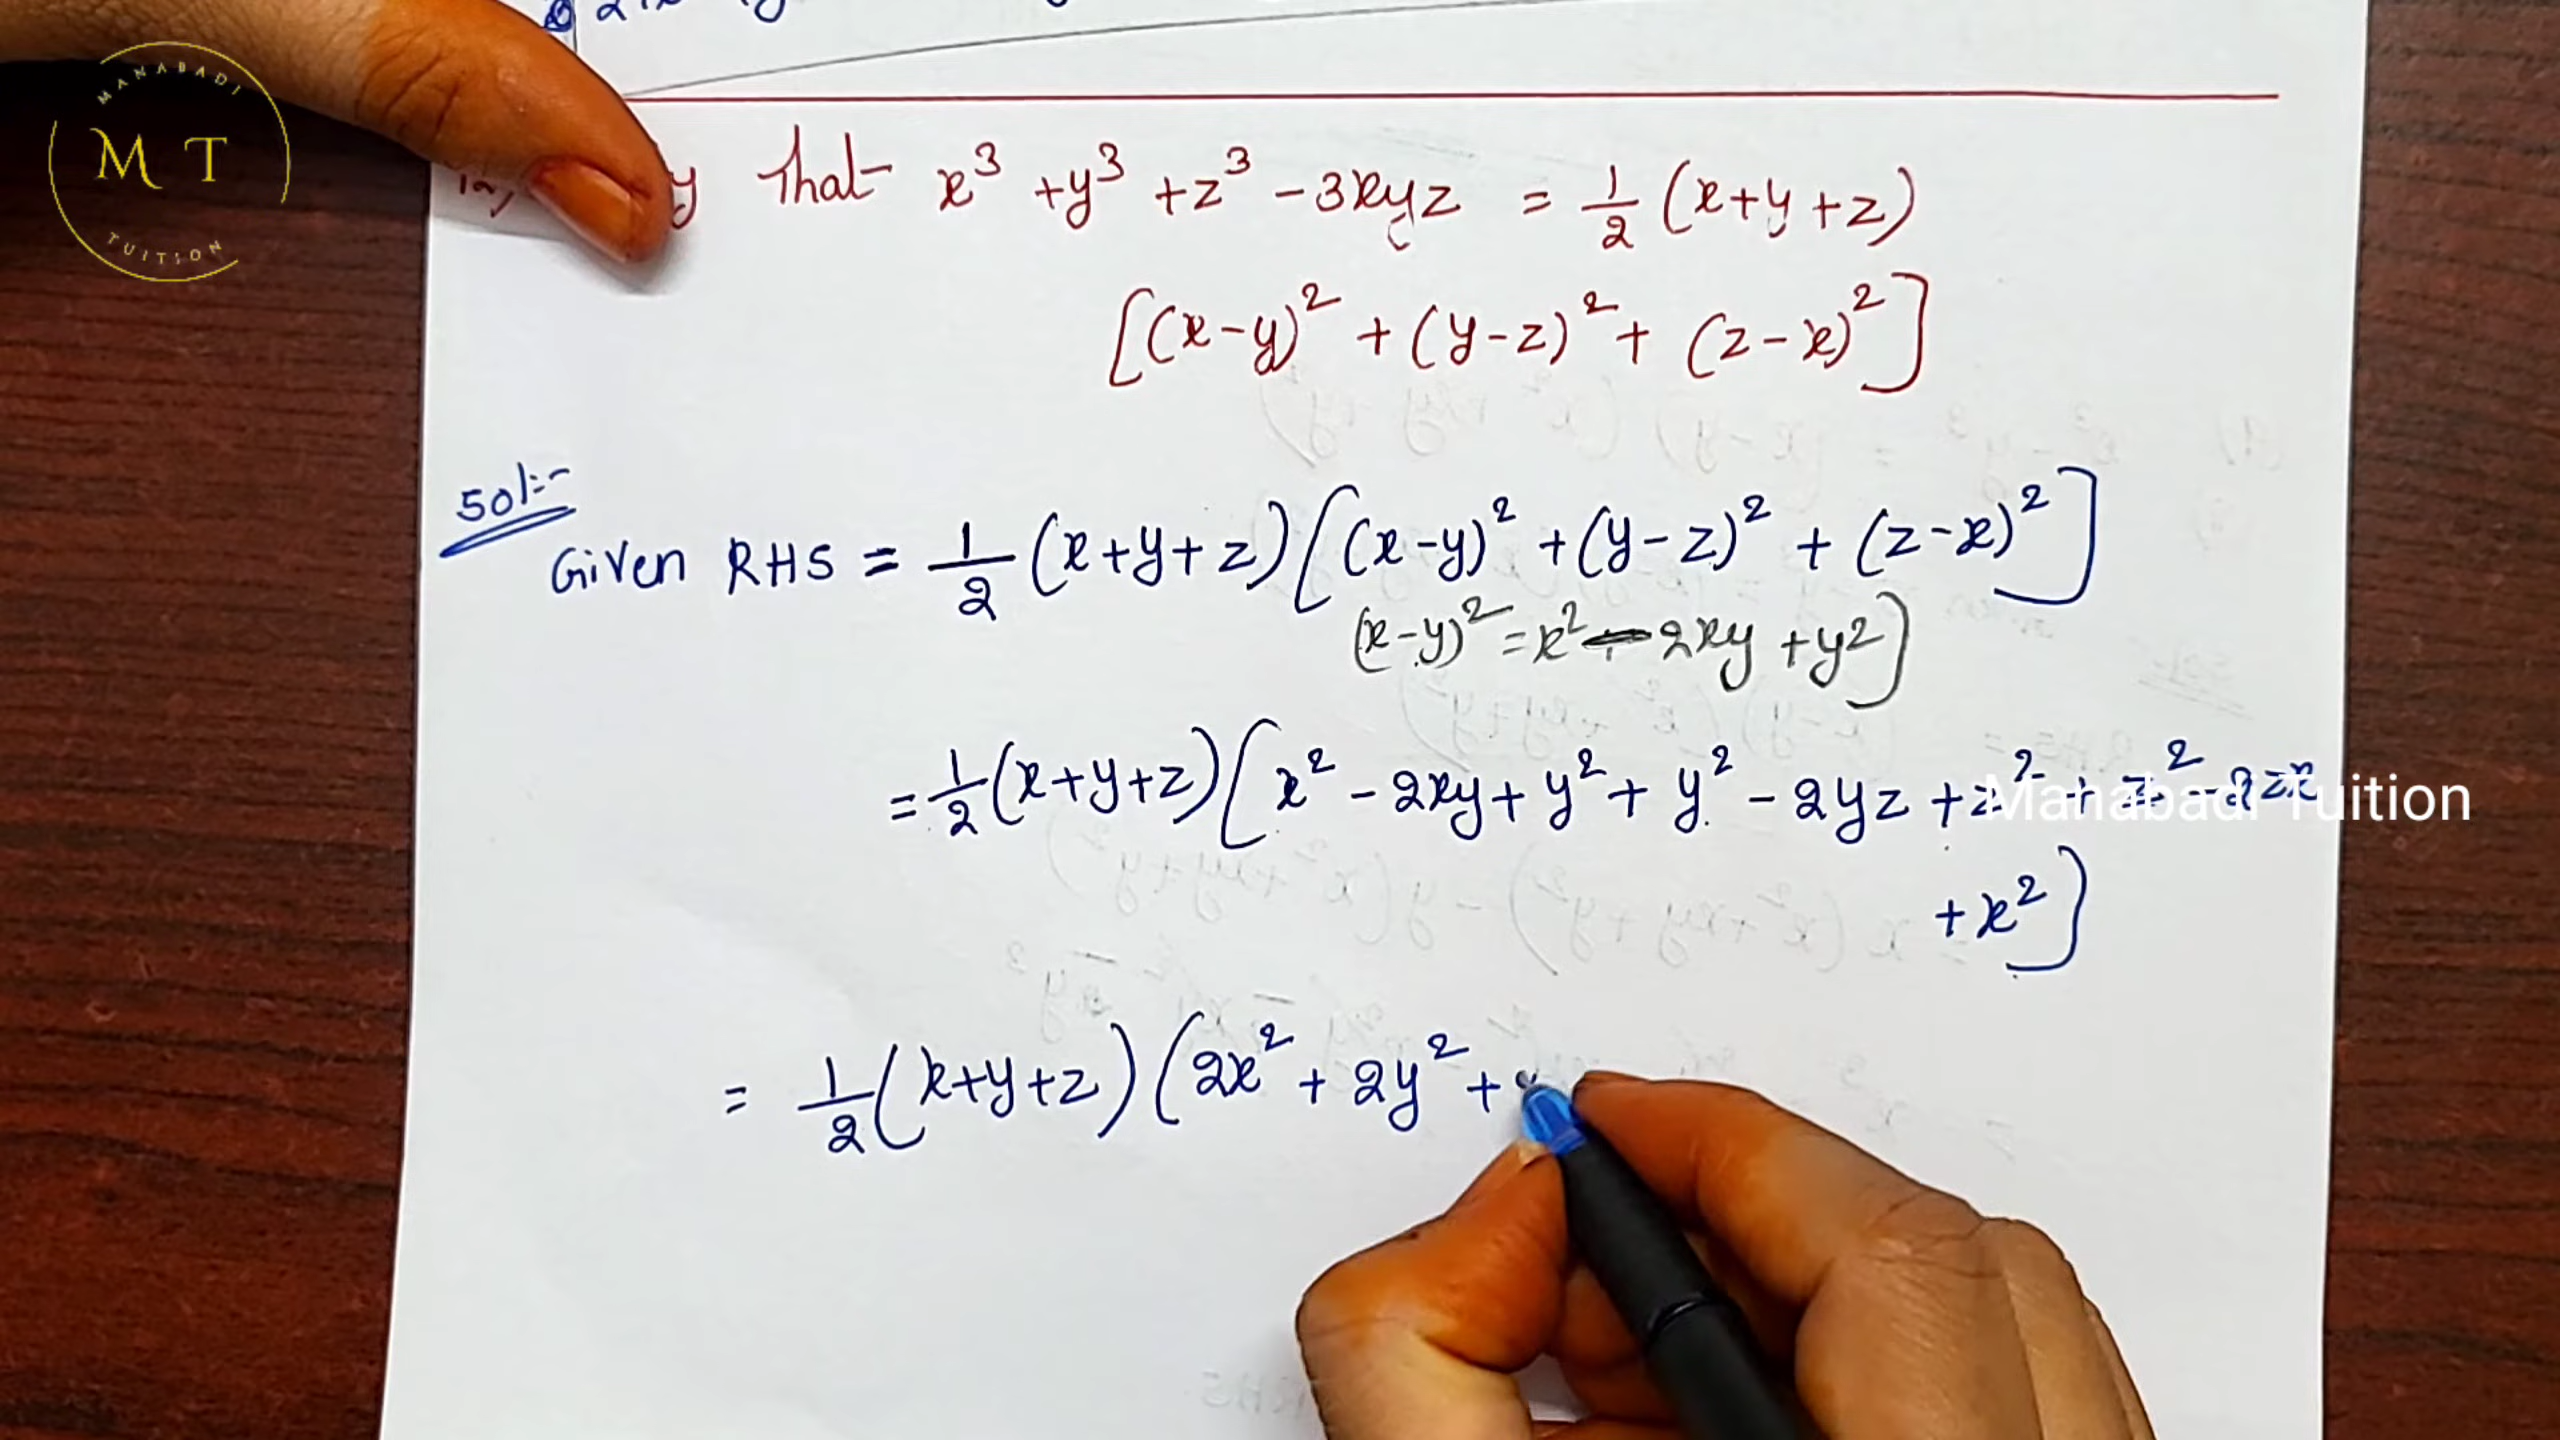 MANABADI
M T
TUITION
that x³ + y³ + z³ - 3xyz = 1/2 (x+y+z)
[(x-y)² + (y-z)² + (z-x)²]
Sol:-
Given RHS = 1/2 (x+y+z) [(x-y)² + (y-z)² + (z-x)²]
(x-y)² = x² - 2xy + y²)
= 1/2 (x+y+z) (x² - 2xy + y² + y² - 2yz + z² + z² - 2zx
Manabadi Tuition
+ x²)
= 1/2 (x+y+z) (2x² + 2y² +